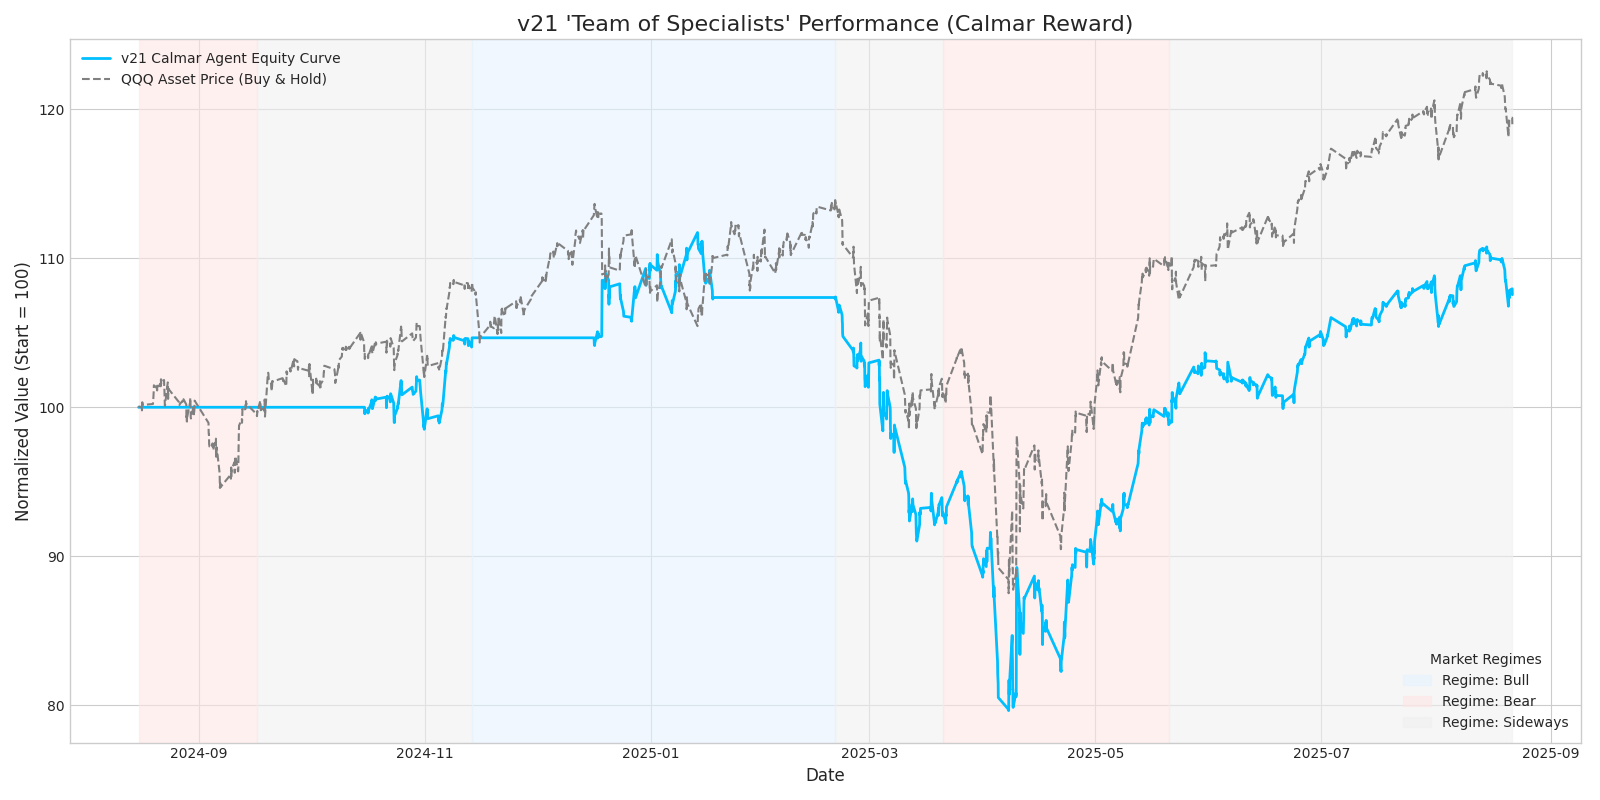 v21 'Team of Specialists' Performance (Calmar Reward)
v21 Calmar Agent Equity Curve
QQQ Asset Price (Buy & Hold)
Normalized Value (Start = 100)
120
110
100
90
80
Market Regimes
Regime: Bull
Regime: Bear
Regime: Sideways
2024-09
2024-11
2025-01
2025-03
2025-05
2025-07
2025-09
Date